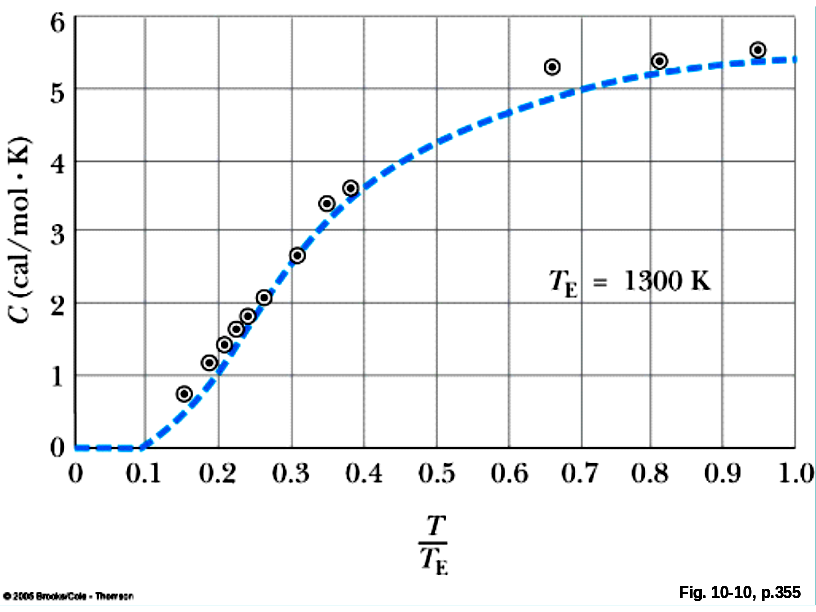 6
5
4
3
2
1
0
C (cal/mol · K)
T_E = 1300 K
0 0.1 0.2 0.3 0.4 0.5 0.6 0.7 0.8 0.9 1.0
T
T_E
© 2005 Brooks/Cole - Thomson
Fig. 10-10, p.355